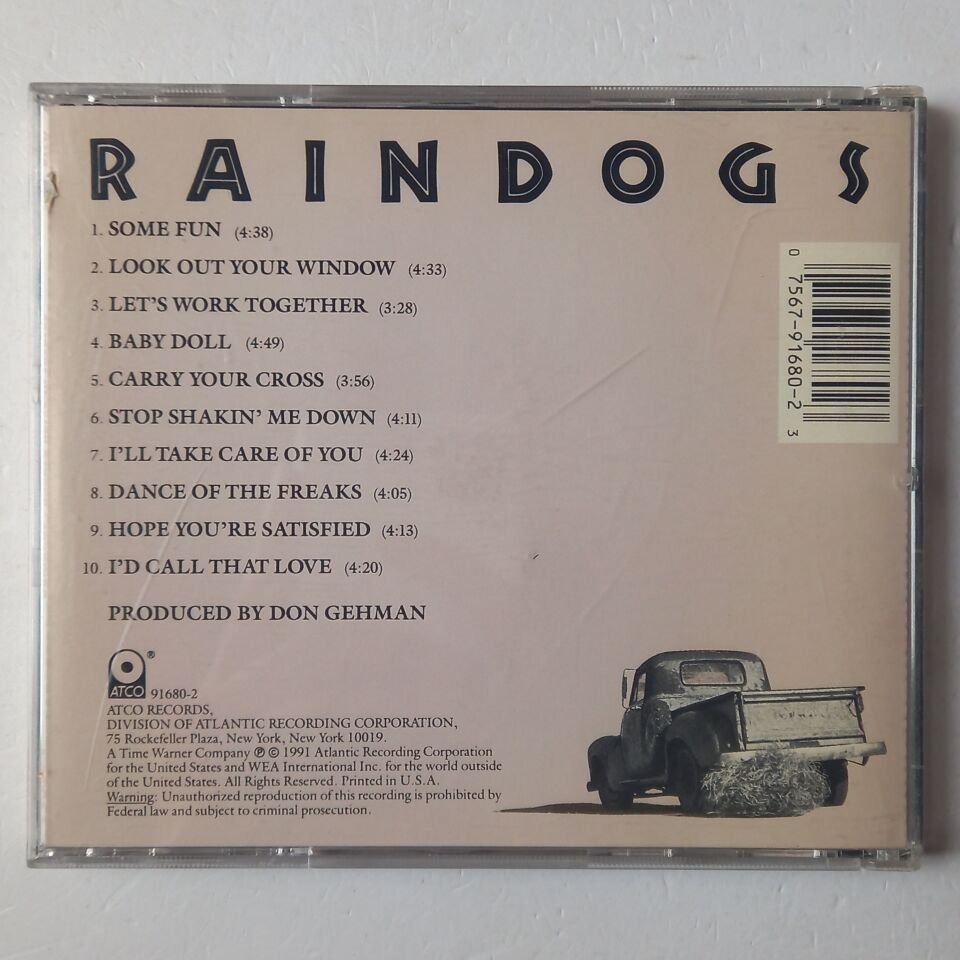 RAINDOGS
1. SOME FUN (4:38)
2. LOOK OUT YOUR WINDOW (4:33)
3. LET'S WORK TOGETHER (3:28)
4. BABY DOLL (4:49)
5. CARRY YOUR CROSS (3:56)
6. STOP SHAKIN' ME DOWN (4:11)
7. I'LL TAKE CARE OF YOU (4:24)
8. DANCE OF THE FREAKS (4:05)
9. HOPE YOU'RE SATISFIED (4:13)
10. I'D CALL THAT LOVE (4:20)
PRODUCED BY DON GEHMAN
0 7567-91680-2 3
ATCO ® 91680-2
ATCO RECORDS,
DIVISION OF ATLANTIC RECORDING CORPORATION,
75 Rockefeller Plaza, New York, New York 10019.
A Time Warner Company ℗ © 1991 Atlantic Recording Corporation
for the United States and WEA International Inc. for the world outside
of the United States. All Rights Reserved. Printed in U.S.A.
Warning: Unauthorized reproduction of this recording is prohibited by
Federal law and subject to criminal prosecution.